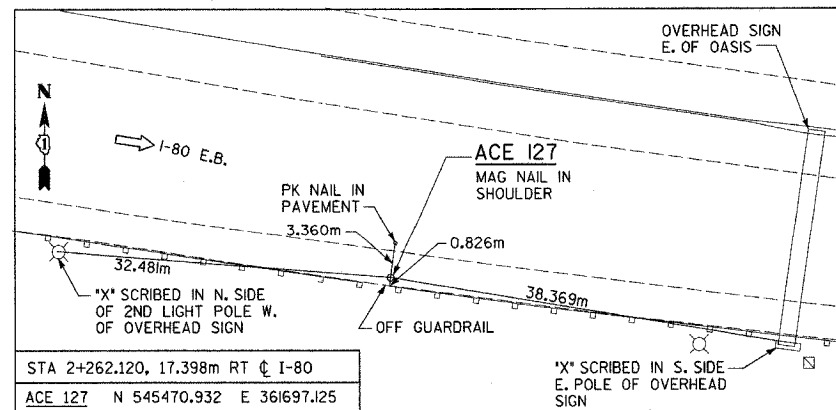 OVERHEAD SIGN
E. OF OASIS
N
1
I-80 E.B.
ACE 127
MAG NAIL IN
SHOULDER
PK NAIL IN
PAVEMENT
3.360m
0.826m
32.481m
38.369m
"X" SCRIBED IN N. SIDE
OF 2ND LIGHT POLE W.
OF OVERHEAD SIGN
OFF GUARDRAIL
"X" SCRIBED IN S. SIDE
E. POLE OF OVERHEAD
SIGN
STA 2+262.120, 17.398m RT ℄ I-80
ACE 127 N 545470.932 E 361697.125